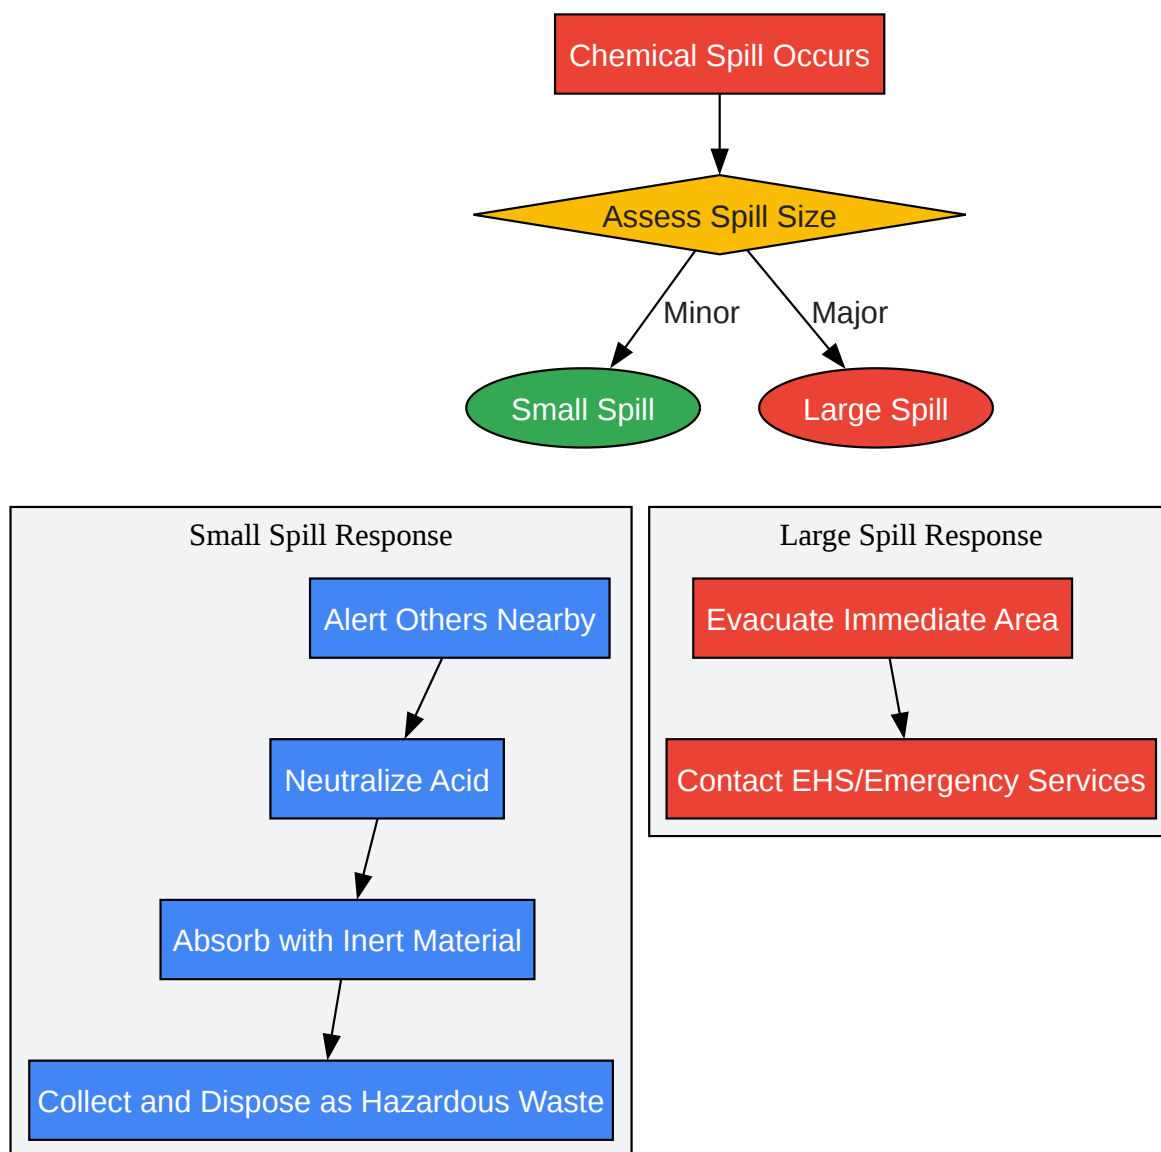 Chemical Spill Occurs
Assess Spill Size
Minor
Major
Small Spill
Large Spill
Small Spill Response
Alert Others Nearby
Neutralize Acid
Absorb with Inert Material
Collect and Dispose as Hazardous Waste
Large Spill Response
Evacuate Immediate Area
Contact EHS/Emergency Services